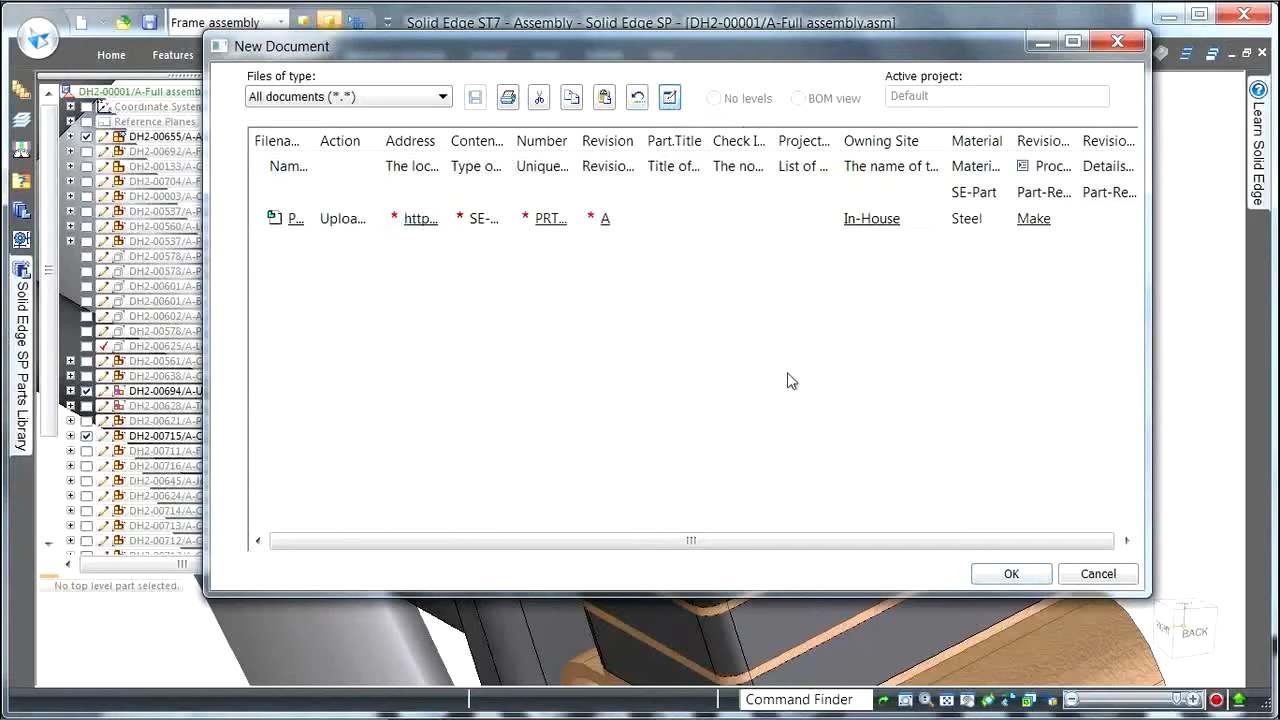 Frame assembly
Solid Edge ST7 - Assembly - Solid Edge SP - [DH2-00001/A-Full assembly.asm]
Home
Features
New Document
Files of type:
All documents (*.*)
No levels
BOM view
Active project:
Default
Filena... Action Address Conten... Number Revision Part.Title Check I... Project... Owning Site Material Revisio... Revisio...
Nam... The loc... Type o... Unique... Revisio... Title of... The no... List of ... The name of t... Materi... Proc... Details...
SE-Part Part-Re... Part-Re...
P... Uploa... * http... * SE-... * PRT... * A In-House Steel Make
OK
Cancel
DH2-00001/A-Full assemb
Coordinate System
Reference Planes
DH2-00655/A-A
DH2-00692/A-F
DH2-00133/A-C
DH2-00704/A-F
DH2-00003/A-C
DH2-00537/A-P
DH2-00560/A-L
DH2-00537/A-P
DH2-00578/A-P
DH2-00578/A-P
DH2-00601/A-B
DH2-00601/A-B
DH2-00602/A-B
DH2-00578/A-P
DH2-00625/A-L
DH2-00561/A-C
DH2-00638/A-C
DH2-00694/A-U
DH2-00628/A-T
DH2-00621/A-P
DH2-00715/A-C
DH2-00711/A-F
DH2-00716/A-C
DH2-00645/A-J
DH2-00624/A-C
DH2-00714/A-C
DH2-00713/A-C
DH2-00712/A-C
No top level part selected.
Solid Edge SP Parts Library
Learn Solid Edge
BACK
Command Finder